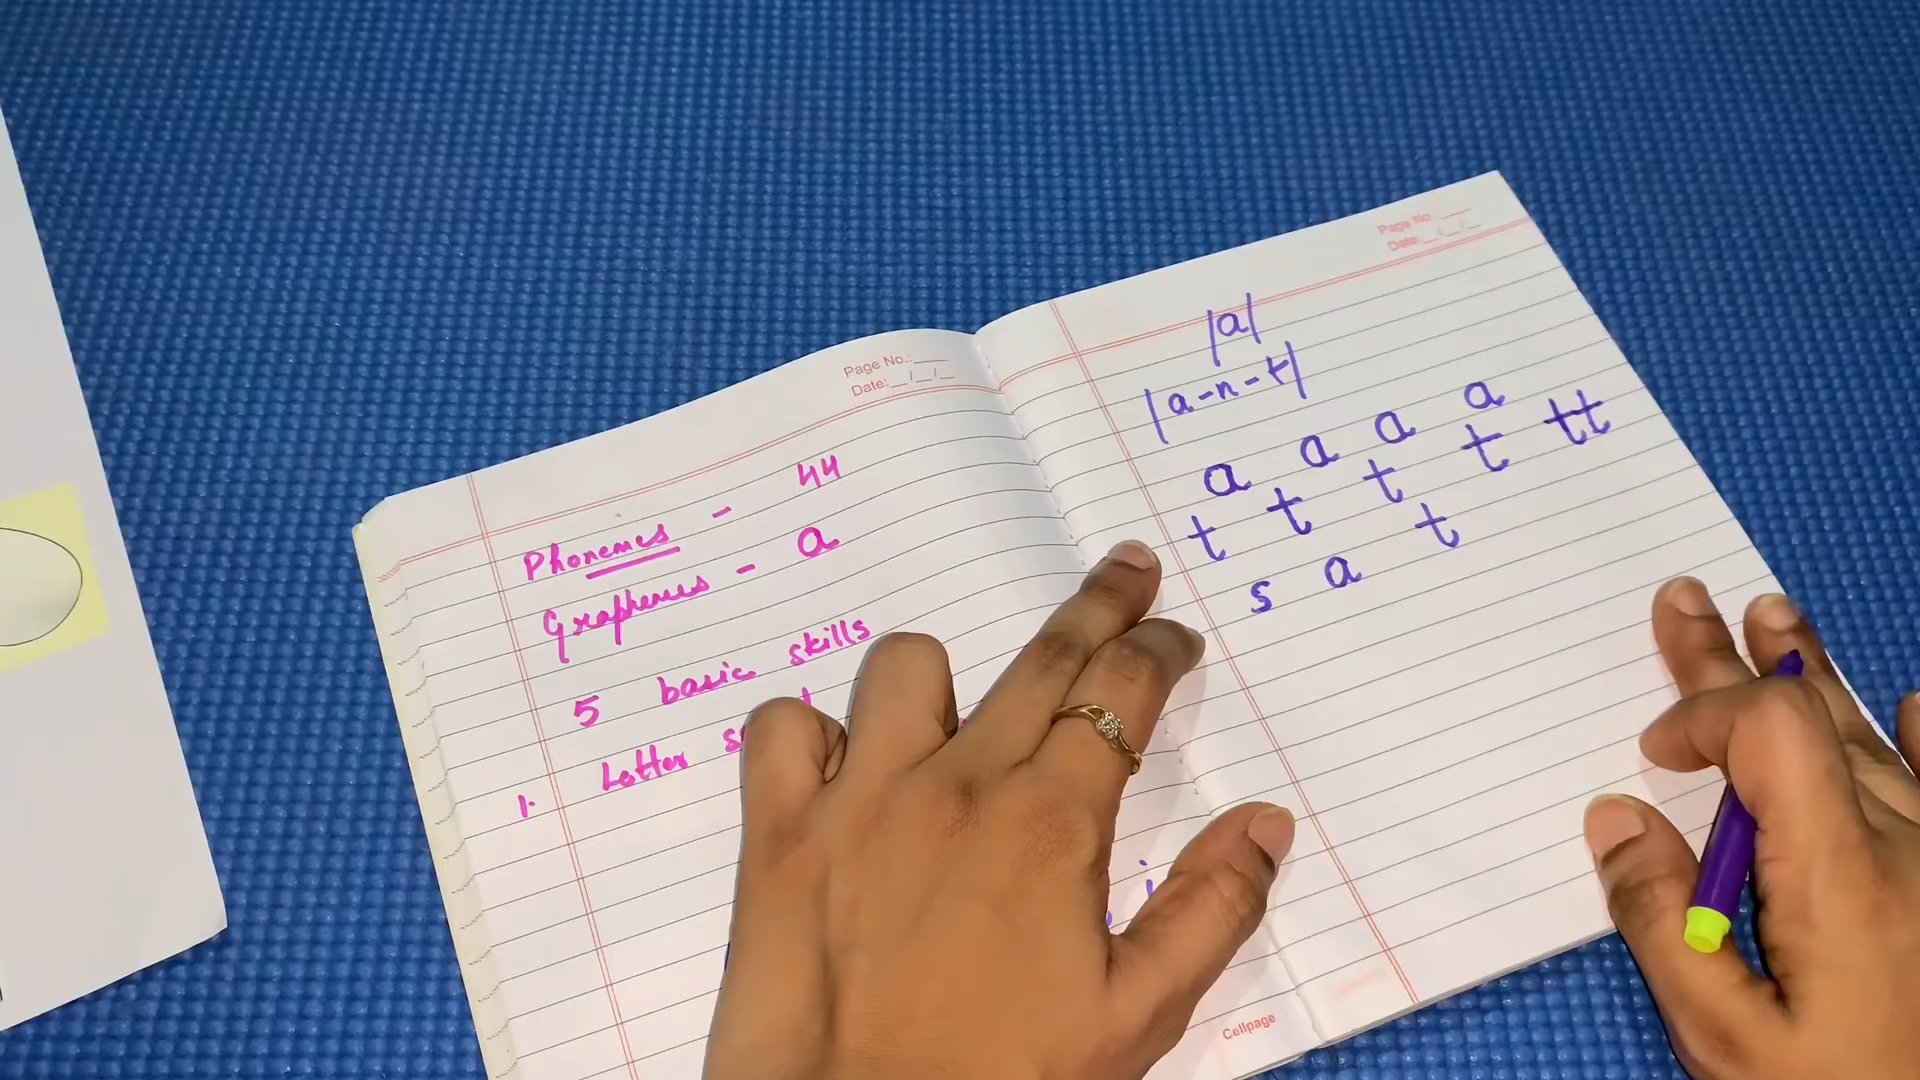 Page No.:
Date: _/_/_
Phonemes - 44
Graphemes - a
5 basic skills
1. Letter
Page No.
Date: _/_/_
|a|
|a-n-t|
a a a a
t t t t tt
s a t
Cellpage